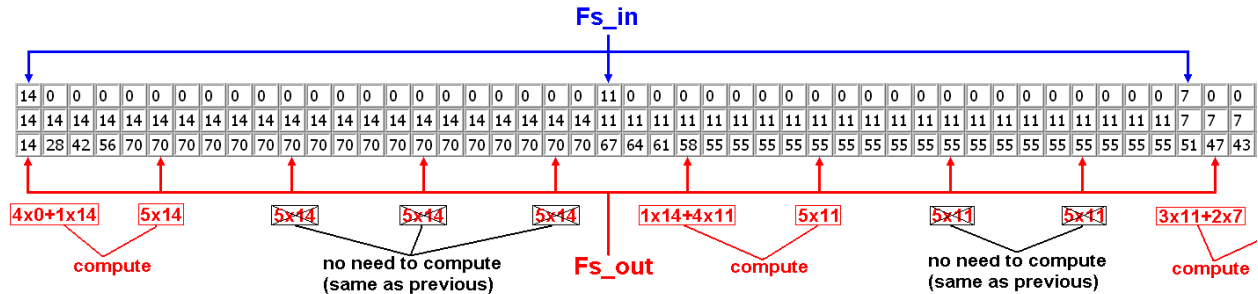 Fs_in
14 0 0 0 0 0 0 0 0 0 0 0 0 0 0 0 0 0 0 0 0 0 11 0 0 0 0 0 0 0 0 0 0 0 0 0 0 0 0 0 0 0 0 0 7 0 0
14 14 14 14 14 14 14 14 14 14 14 14 14 14 14 14 14 14 14 14 14 14 11 11 11 11 11 11 11 11 11 11 11 11 11 11 11 11 11 11 11 11 11 11 7 7 7
14 28 42 56 70 70 70 70 70 70 70 70 70 70 70 70 70 70 70 70 70 70 67 64 61 58 55 55 55 55 55 55 55 55 55 55 55 55 55 55 55 55 55 55 51 47 43
4x0+1x14 5x14 5x14 5x14 5x14 1x14+4x11 5x11 5x11 5x11 3x11+2x7
compute
no need to compute
(same as previous)
Fs_out
compute
no need to compute
(same as previous)
compute